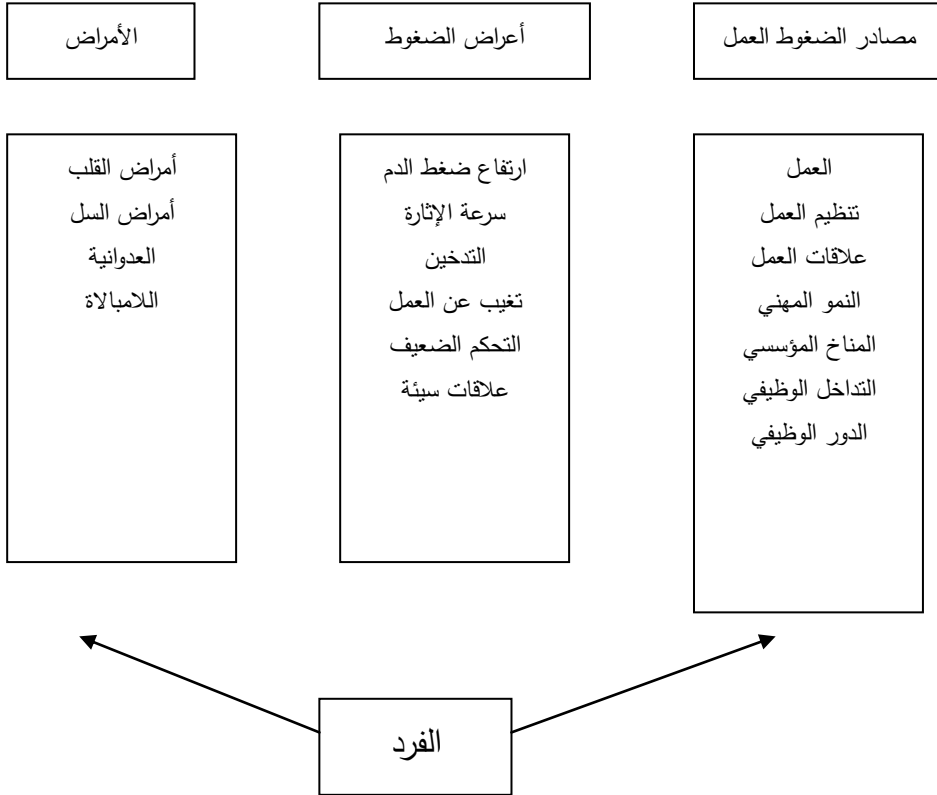 مصادر الضغوط العمل
أعراض الضغوط
الأمراض
العمل
تنظيم العمل
علاقات العمل
النمو المهني
المناخ المؤسسي
التداخل الوظيفي
الدور الوظيفي
ارتفاع ضغط الدم
سرعة الإثارة
التدخين
تغيب عن العمل
التحكم الضعيف
علاقات سيئة
أمراض القلب
أمراض السل
العدوانية
اللامبالاة
الفرد